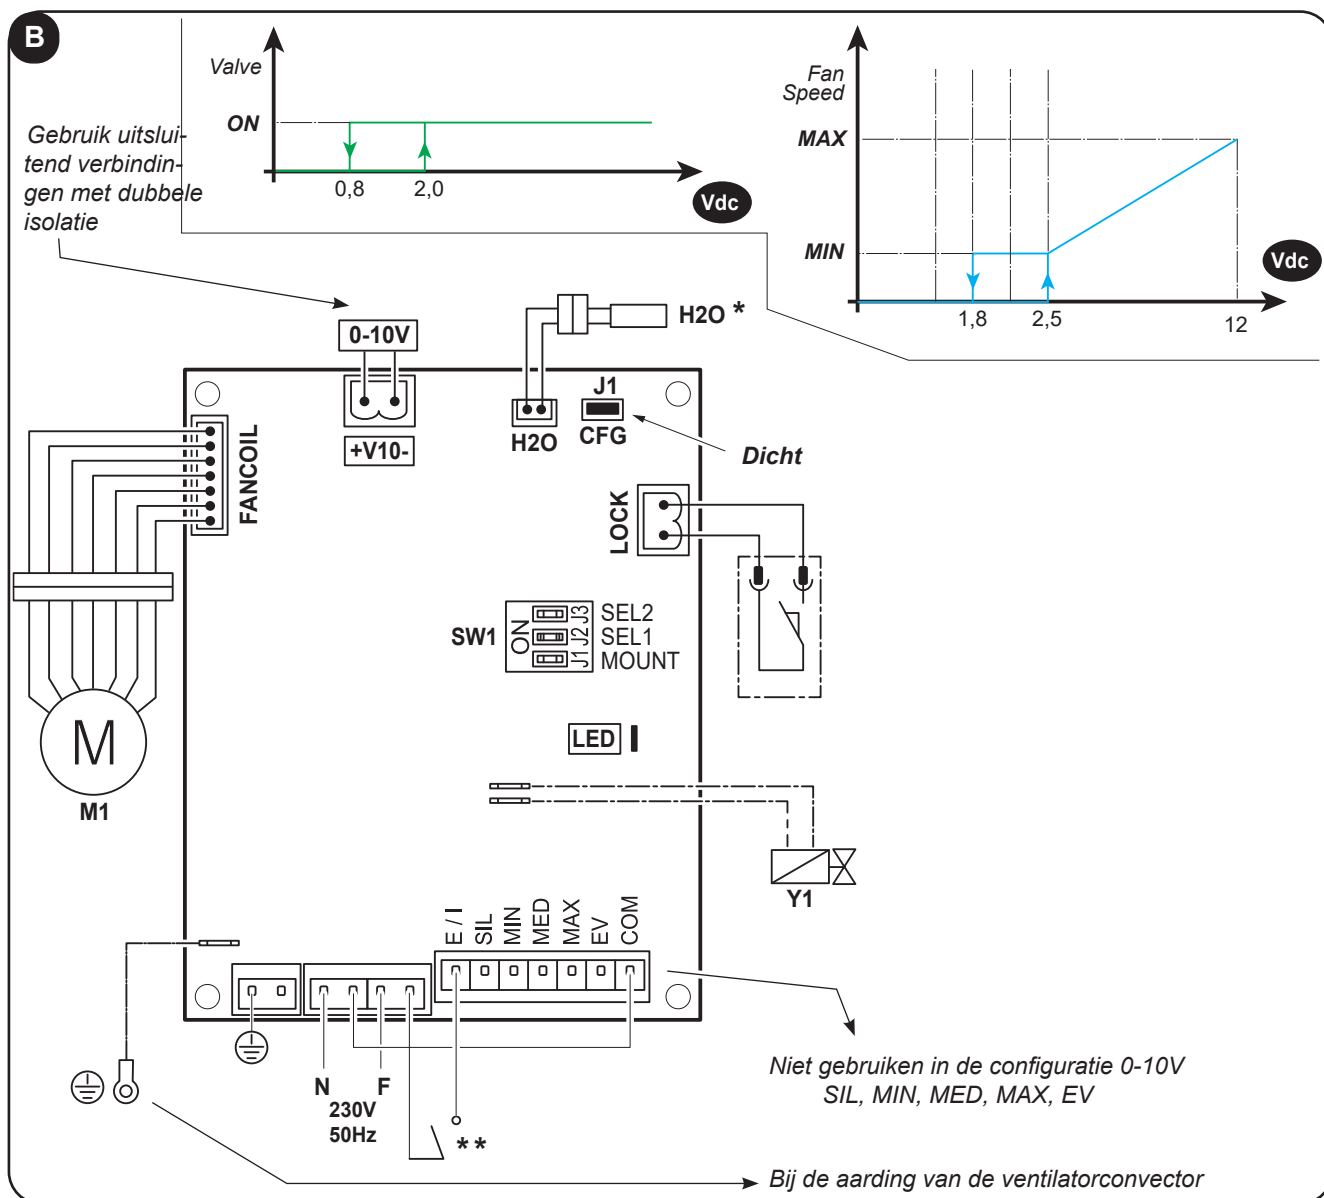 B
Valve
ON
0,8
2,0
Vdc
Fan
Speed
MAX
MIN
1,8
2,5
12
Vdc
Gebruik uitslui-
tend verbindin-
gen met dubbele
isolatie
0-10V
+V10-
H2O *
H2O
J1
CFG
Dicht
FANCOIL
LOCK
SW1
ON
J3 SEL2
J2 SEL1
J1 MOUNT
LED
M
M1
Y1
E / I
SIL
MIN
MED
MAX
EV
COM
N
F
230V
50Hz
**
Niet gebruiken in de configuratie 0-10V
SIL, MIN, MED, MAX, EV
Bij de aarding van de ventilatorconvector